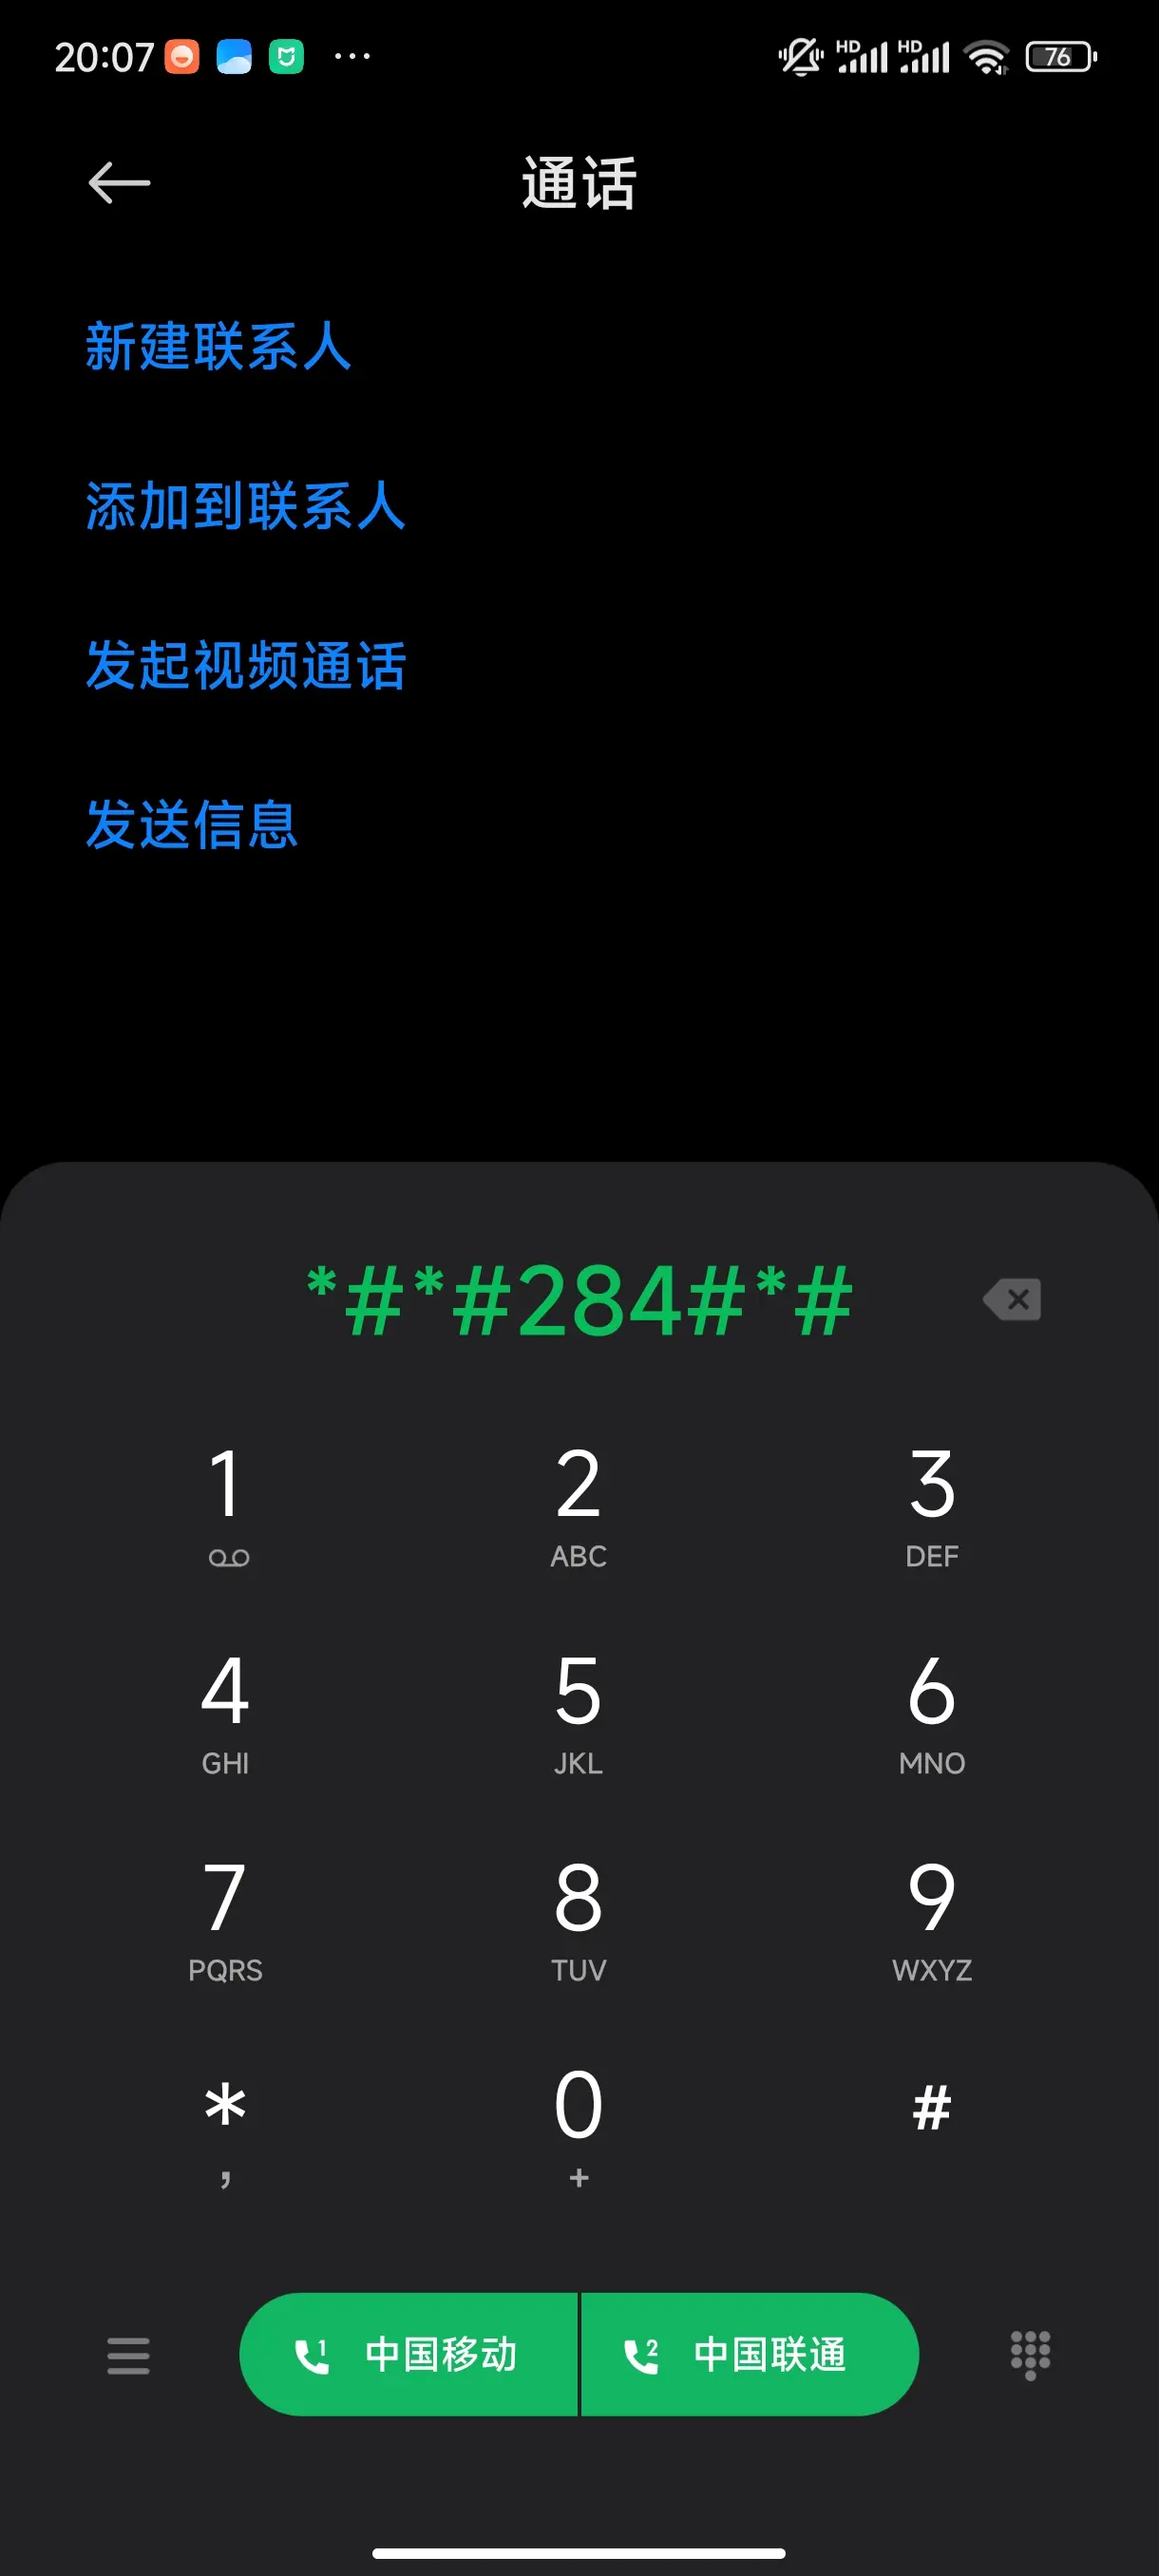 20:07 ... HD HD 76
通话
新建联系人
添加到联系人
发起视频通话
发送信息
*#*#284#*#
1 2 3
ABC DEF
4 5 6
GHI JKL MNO
7 8 9
PQRS TUV WXYZ
* 0 #
, +
1 中国移动 2 中国联通